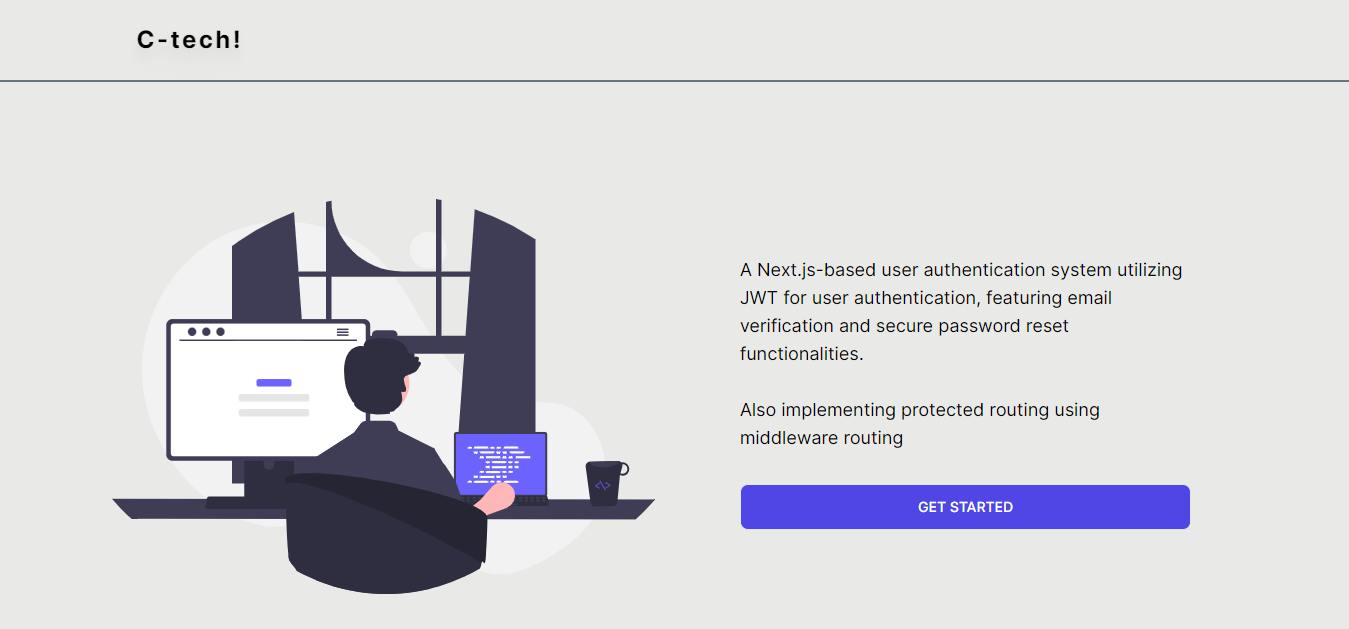 C-tech!
A Next.js-based user authentication system utilizing
JWT for user authentication, featuring email
verification and secure password reset
functionalities.
Also implementing protected routing using
middleware routing
GET STARTED